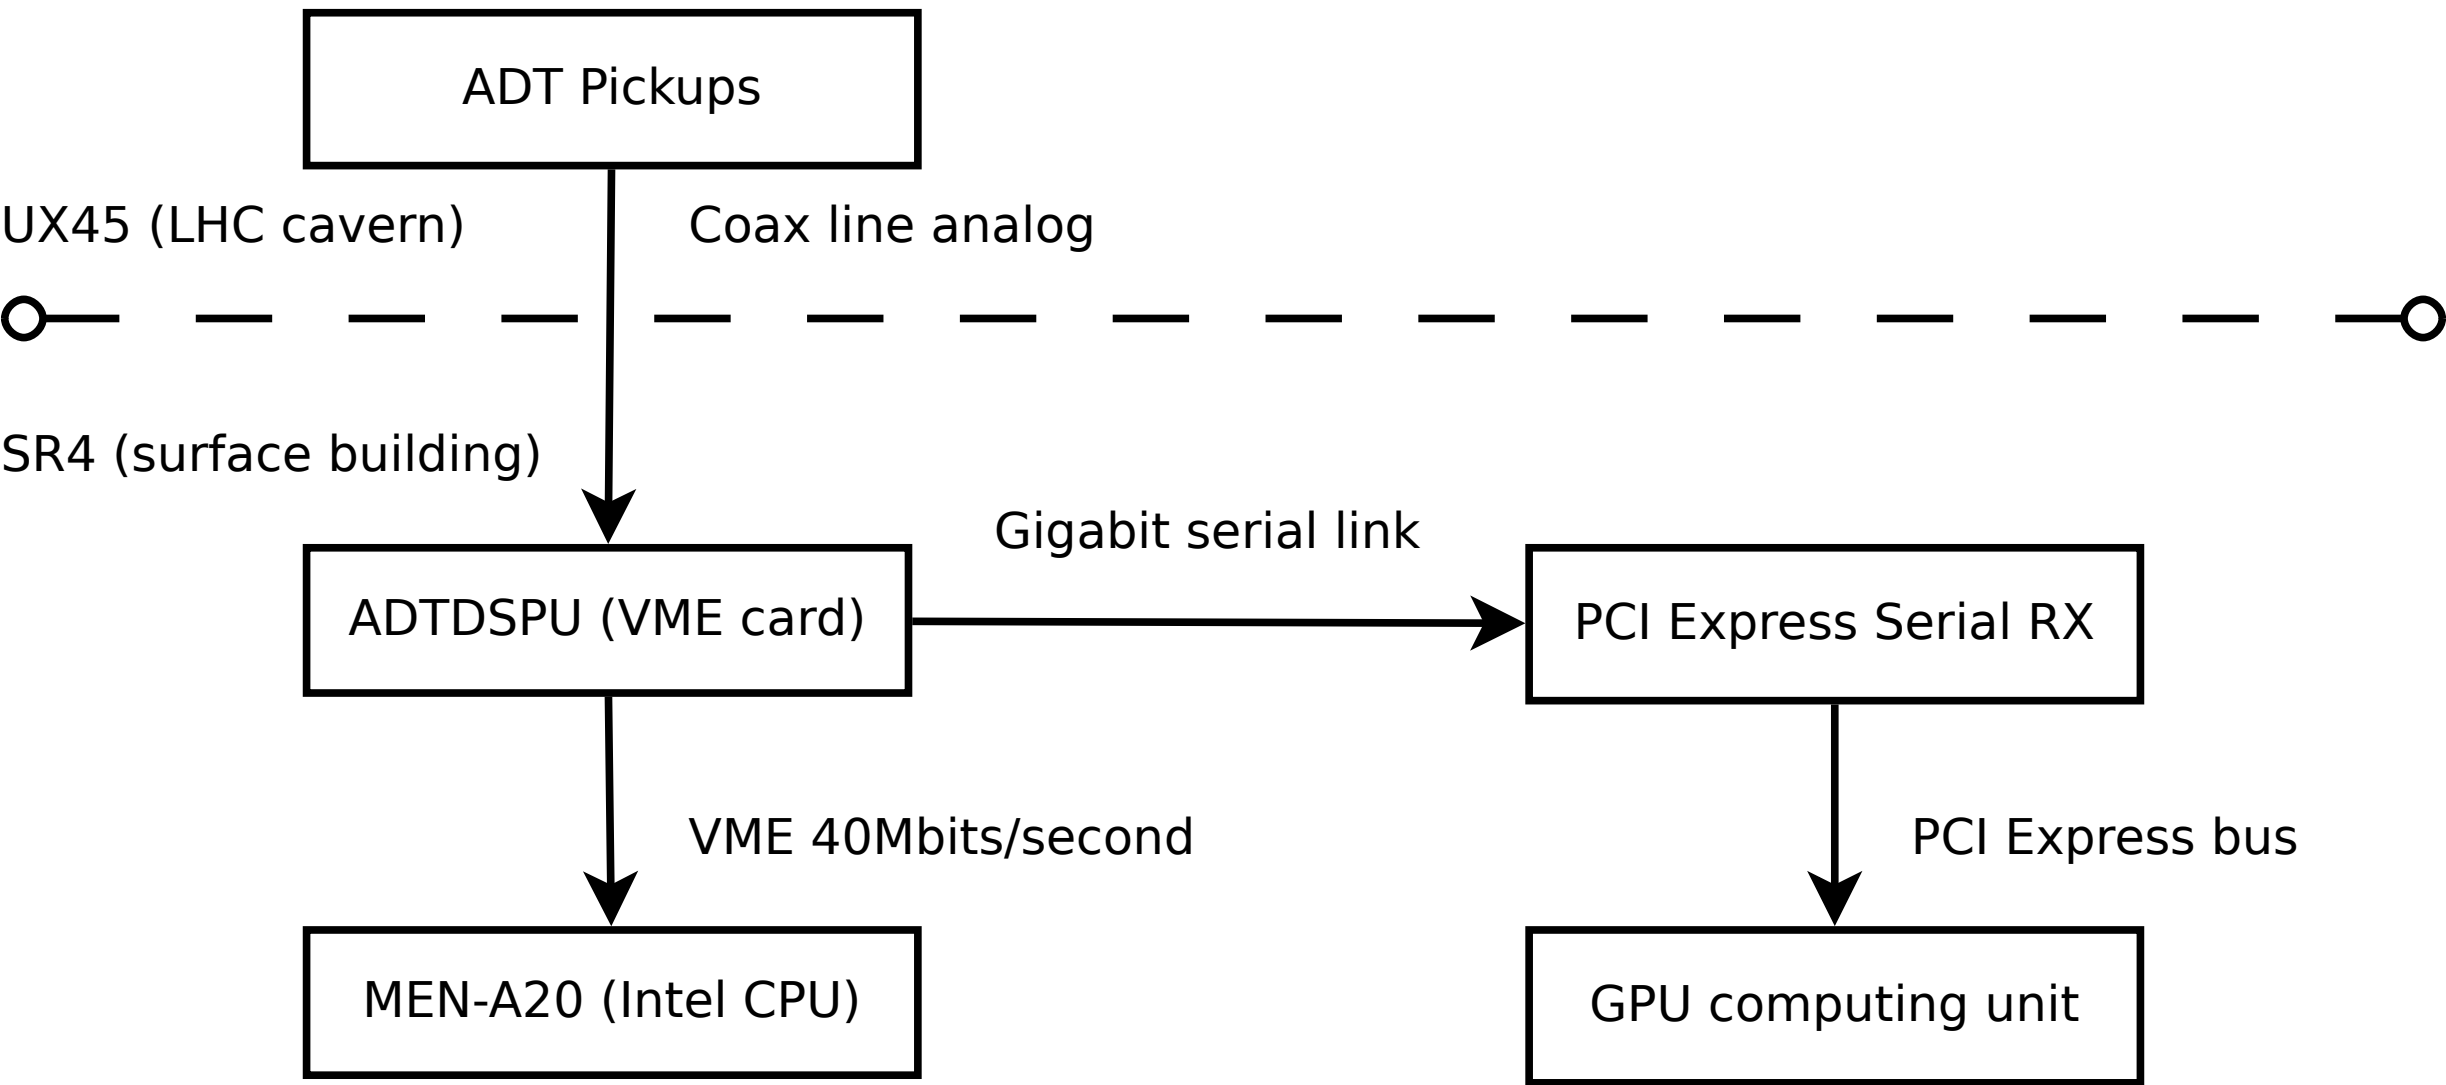 ADT Pickups
UX45 (LHC cavern)
Coax line analog
SR4 (surface building)
Gigabit serial link
ADTDSPU (VME card)
PCI Express Serial RX
VME 40Mbits/second
PCI Express bus
MEN-A20 (Intel CPU)
GPU computing unit